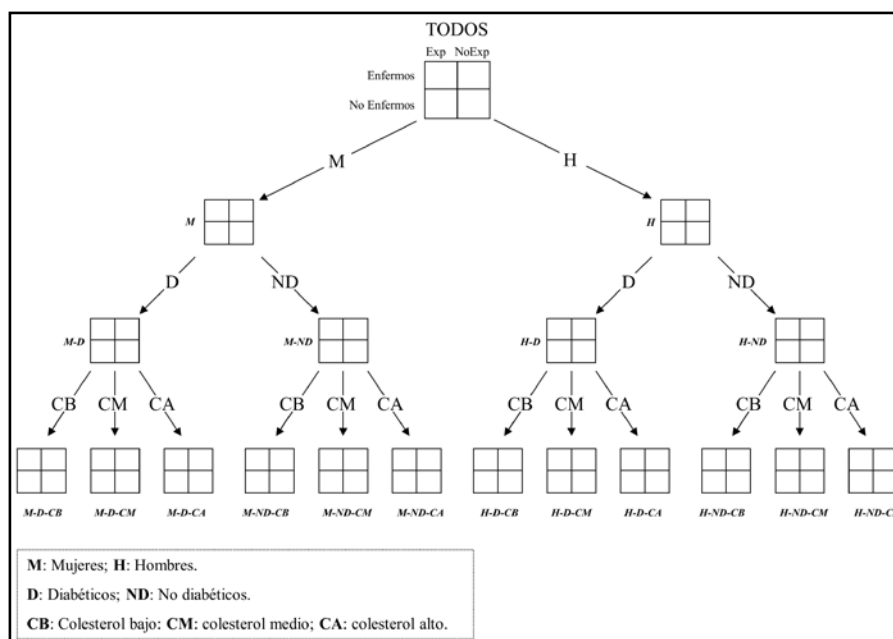 TODOS
Exp NoExp
Enfermos
No Enfermos
M H
M H
D ND D ND
M-D M-ND H-D H-ND
CB CM CA CB CM CA CB CM CA CB CM CA
M-D-CB M-D-CM M-D-CA M-ND-CB M-ND-CM M-ND-CA H-D-CB H-D-CM H-D-CA H-ND-CB H-ND-CM
M: Mujeres; H: Hombres.
D: Diabéticos; ND: No diabéticos.
CB: Colesterol bajo: CM: colesterol medio; CA: colesterol alto.